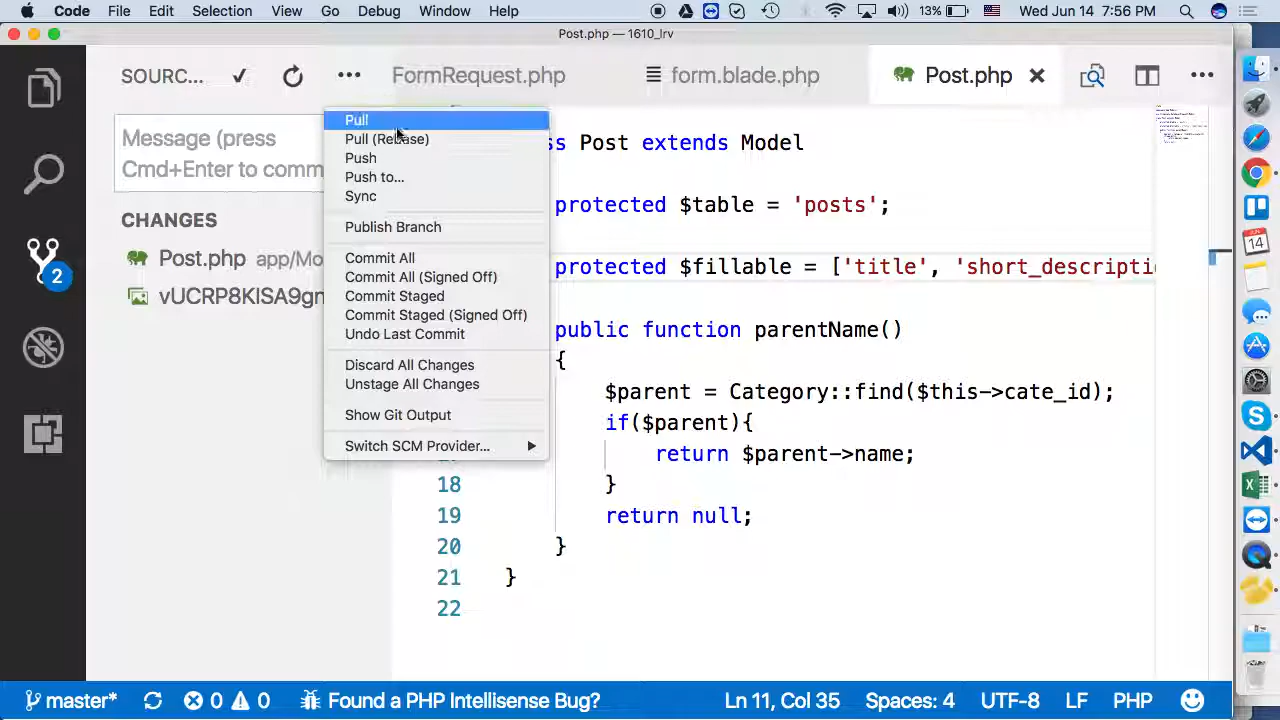 Code File Edit Selection View Go Debug Window Help 13% Wed Jun 14 7:56 PM
Post.php — 1610_lrv
SOURC... FormRequest.php form.blade.php Post.php
Message (press
Cmd+Enter to comm
CHANGES
Post.php app/Mo
vUCRP8KISA9gn
2
Pull
Pull (Rebase)
Push
Push to...
Sync
Publish Branch
Commit All
Commit All (Signed Off)
Commit Staged
Commit Staged (Signed Off)
Undo Last Commit
Discard All Changes
Unstage All Changes
Show Git Output
Switch SCM Provider...
ss Post extends Model
protected $table = 'posts';
protected $fillable = ['title', 'short_descriptio
public function parentName()
{
$parent = Category::find($this->cate_id);
if($parent){
return $parent->name;
18 }
19 return null;
20 }
21 }
22
14
master* 0 0 Found a PHP Intellisense Bug? Ln 11, Col 35 Spaces: 4 UTF-8 LF PHP